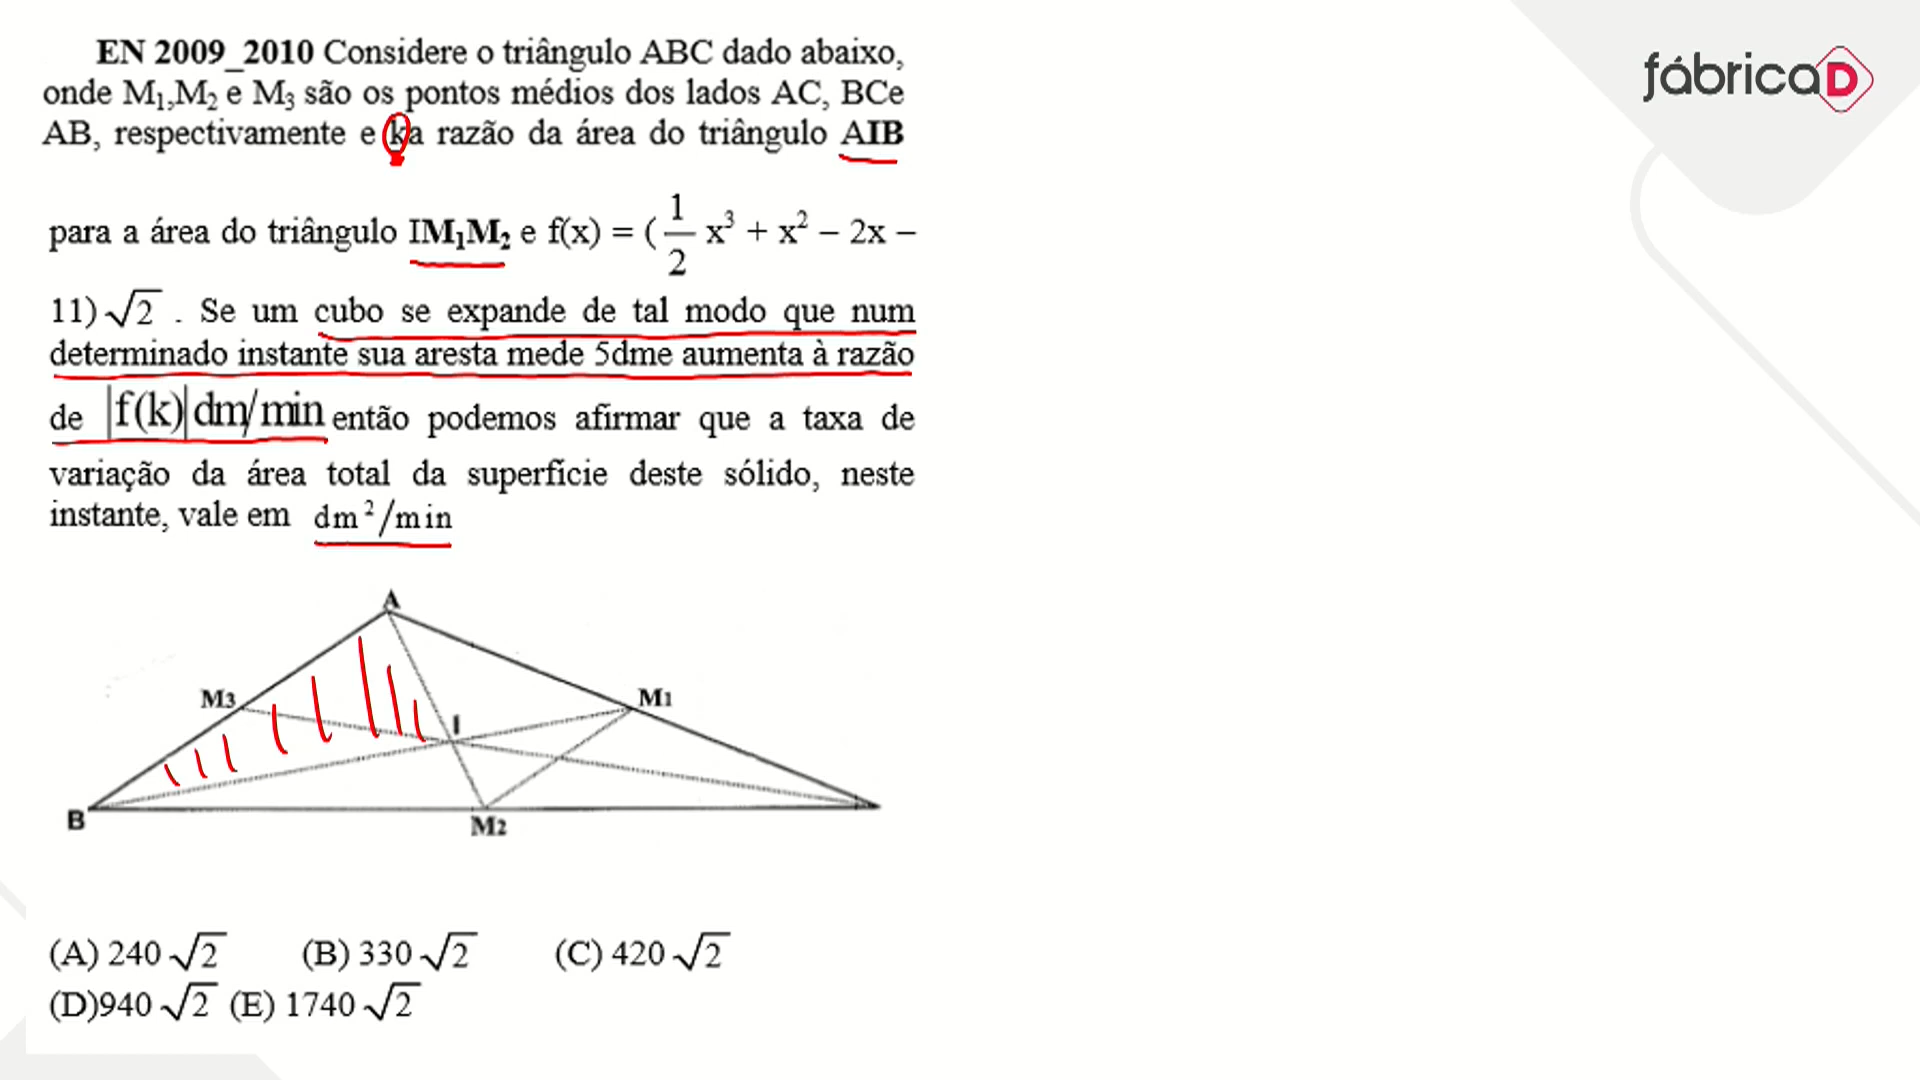 fábricaD
EN 2009_2010 Considere o triângulo ABC dado abaixo,
onde M₁,M₂ e M₃ são os pontos médios dos lados AC, BCe
AB, respectivamente e ka razão da área do triângulo AIB
para a área do triângulo IM₁M₂ e f(x) = (1/2 x³ + x² – 2x –
11)√2 . Se um cubo se expande de tal modo que num
determinado instante sua aresta mede 5dme aumenta à razão
de |f(k)| dm/min então podemos afirmar que a taxa de
variação da área total da superfície deste sólido, neste
instante, vale em dm²/min
A
M3
M1
I
B
M2
(A) 240√2 (B) 330√2 (C) 420√2
(D)940√2 (E) 1740√2